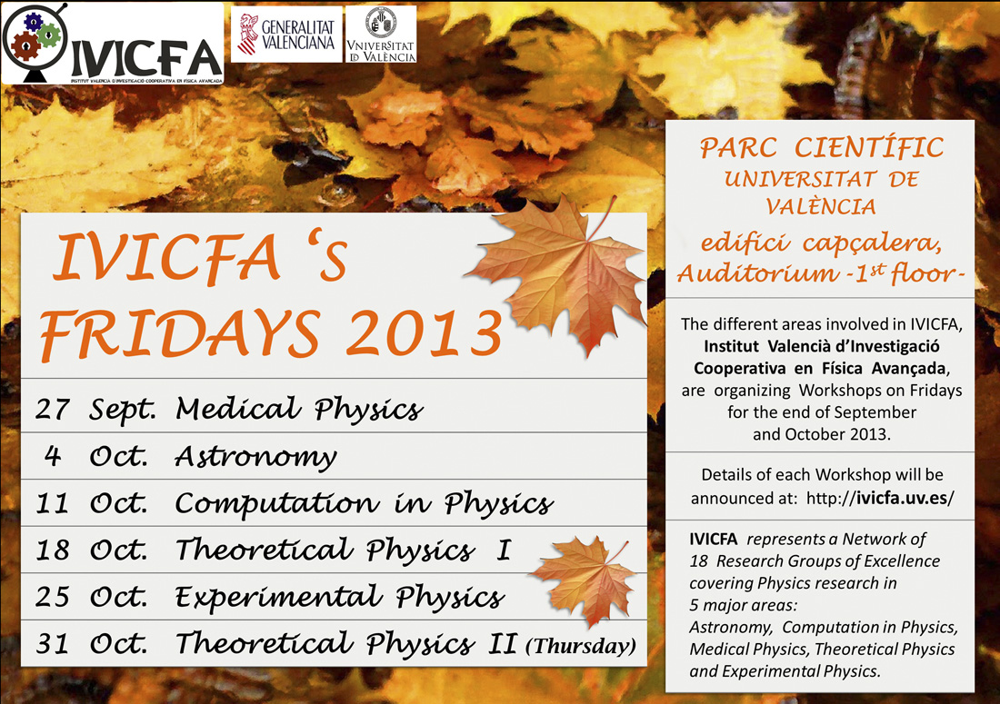 IVICFA
INSTITUT VALENCIÀ D'INVESTIGACIÓ COOPERATIVA EN FÍSICA AVANÇADA
GENERALITAT
VALENCIANA
VNIVERSITAT
ID VALÈNCIA
IVICFA 's
FRIDAYS 2013
27 Sept. Medical Physics
4 Oct. Astronomy
11 Oct. Computation in Physics
18 Oct. Theoretical Physics I
25 Oct. Experimental Physics
31 Oct. Theoretical Physics II (Thursday)
PARC CIENTÍFIC
UNIVERSITAT DE
VALÈNCIA
edifici capçalera,
Auditorium -1st floor-
The different areas involved in IVICFA,
Institut Valencià d'Investigació
Cooperativa en Física Avançada,
are organizing Workshops on Fridays
for the end of September
and October 2013.
Details of each Workshop will be
announced at: http://ivicfa.uv.es/
IVICFA represents a Network of
18 Research Groups of Excellence
covering Physics research in
5 major areas:
Astronomy, Computation in Physics,
Medical Physics, Theoretical Physics
and Experimental Physics.